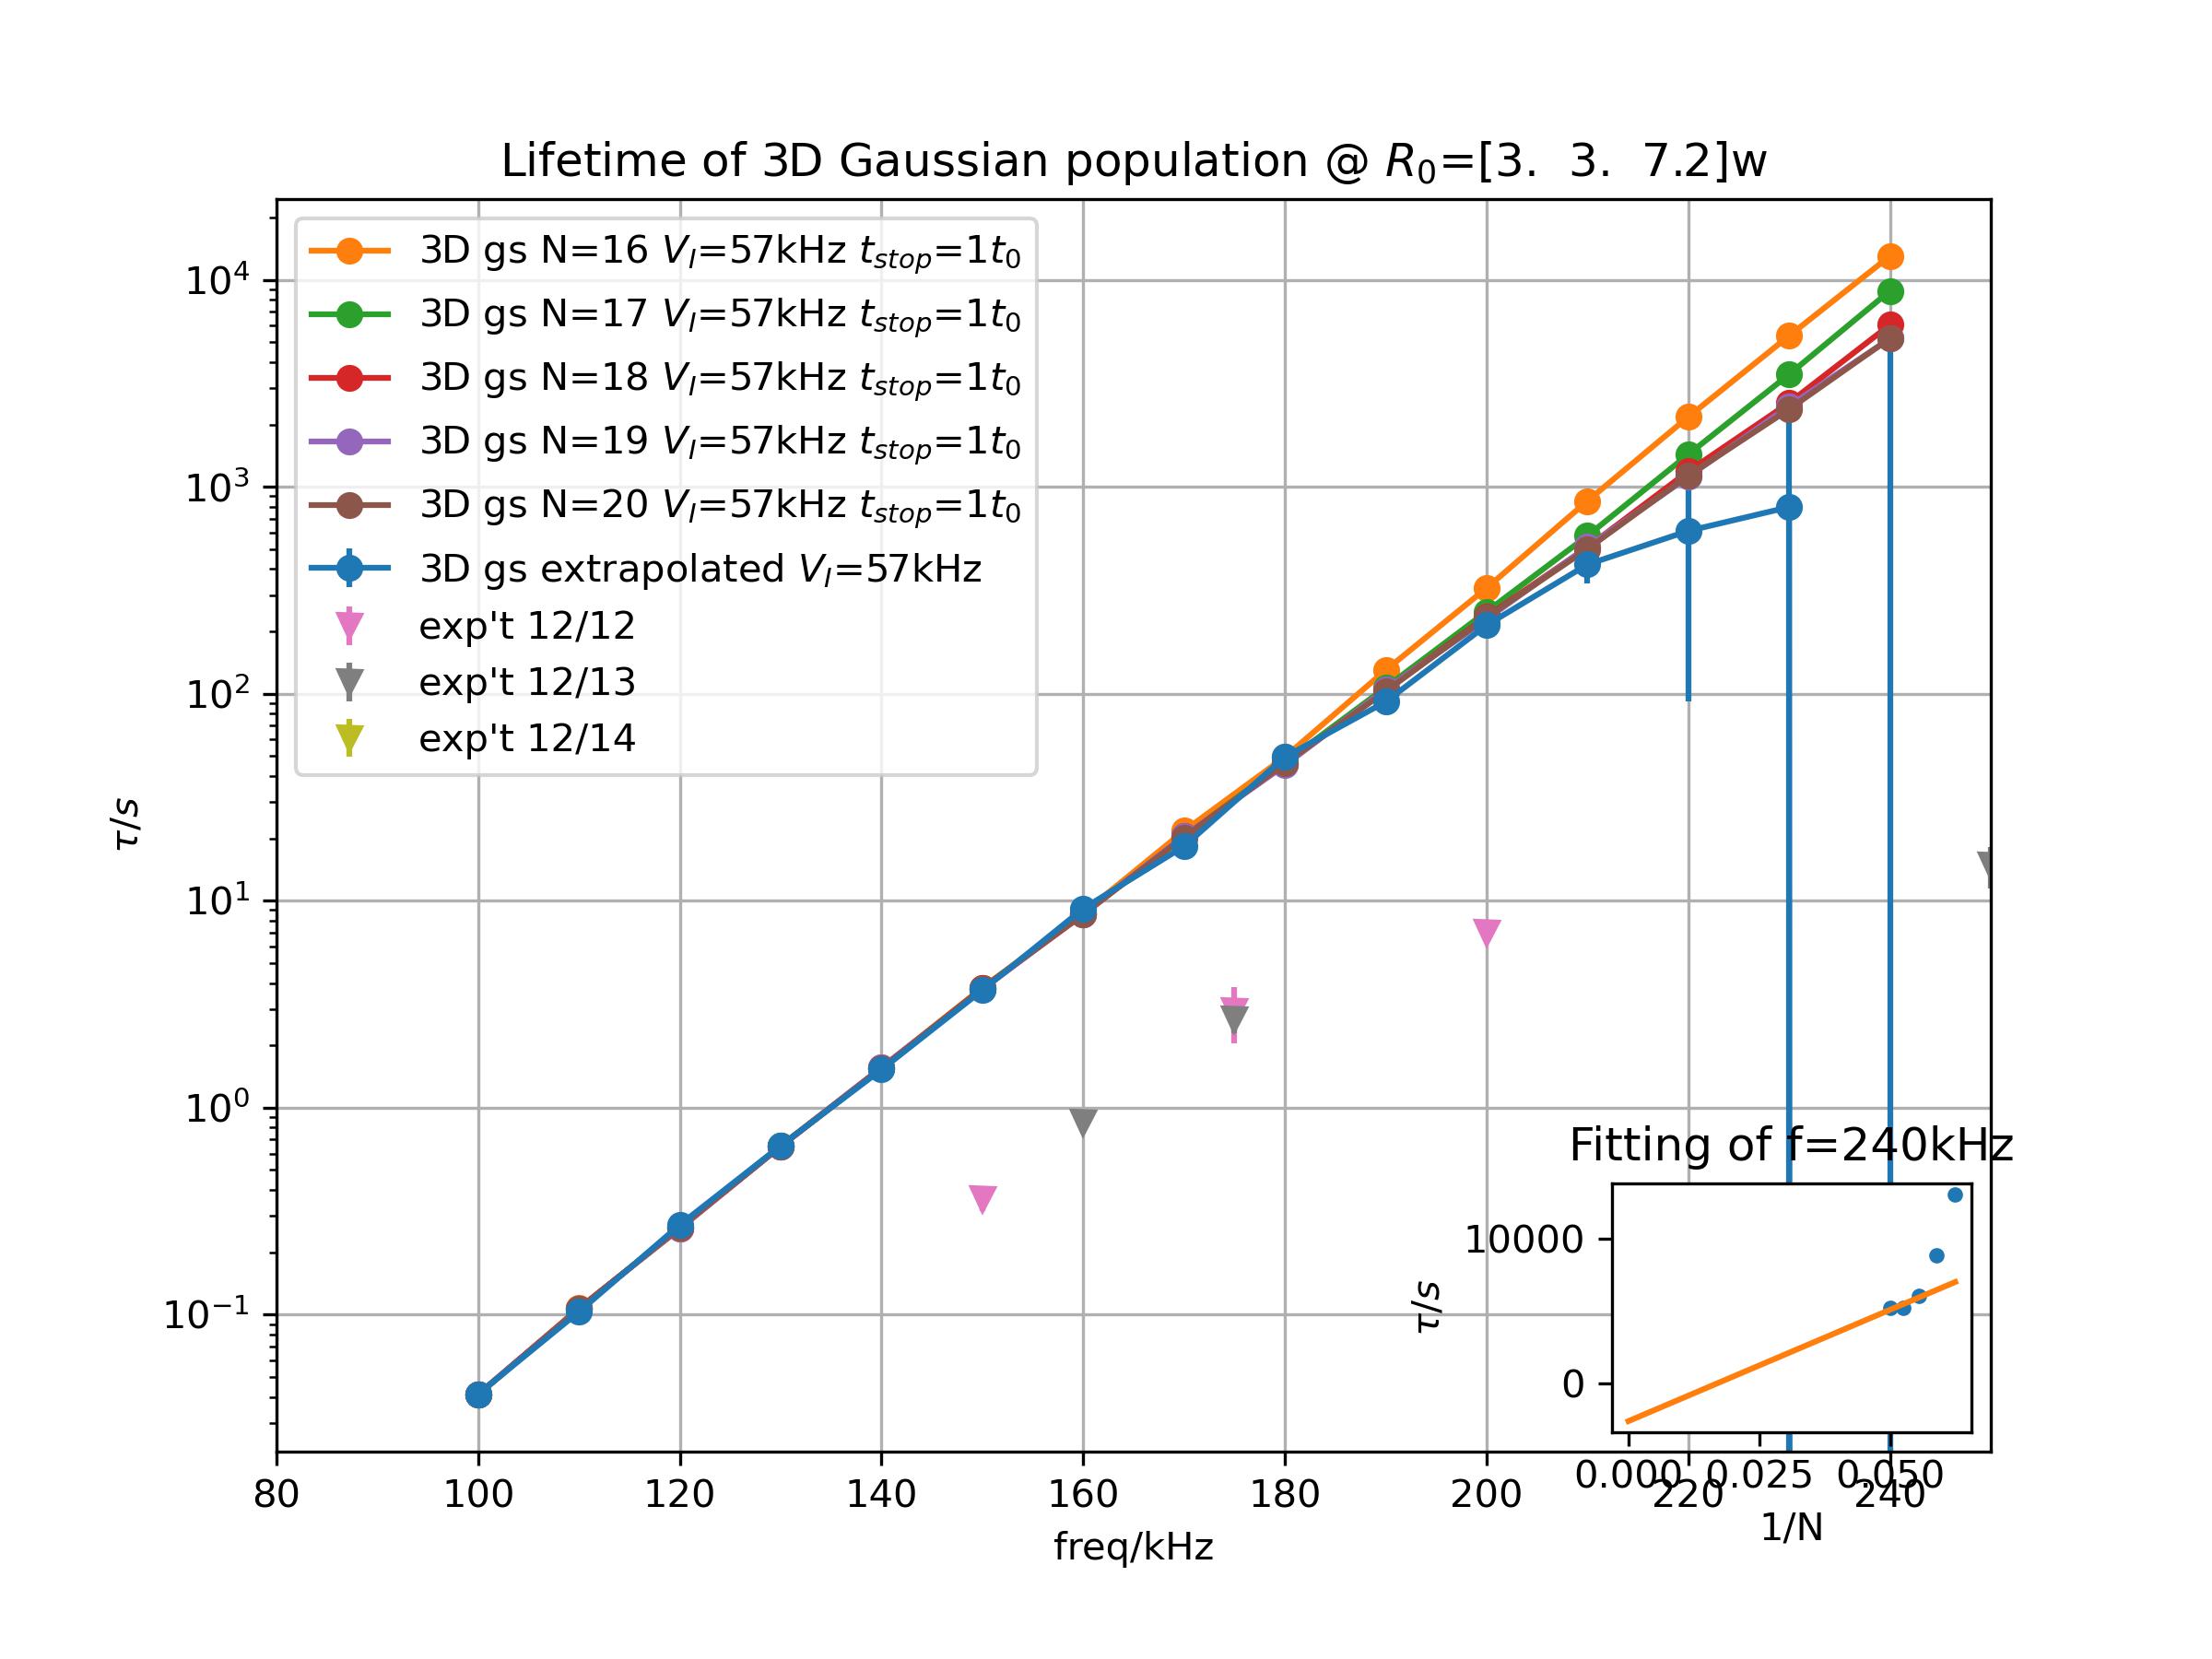 Lifetime of 3D Gaussian population @ R₀=[3. 3. 7.2]w
3D gs N=16 V_I=57kHz t_stop=1t₀
3D gs N=17 V_I=57kHz t_stop=1t₀
3D gs N=18 V_I=57kHz t_stop=1t₀
3D gs N=19 V_I=57kHz t_stop=1t₀
3D gs N=20 V_I=57kHz t_stop=1t₀
3D gs extrapolated V_I=57kHz
exp't 12/12
exp't 12/13
exp't 12/14
10⁴
10³
10²
10¹
10⁰
10⁻¹
τ/s
Fitting of f=240kHz
10000
0
τ/s
0.000 0.025 0.050
1/N
80 100 120 140 160 180 200 220 240
freq/kHz